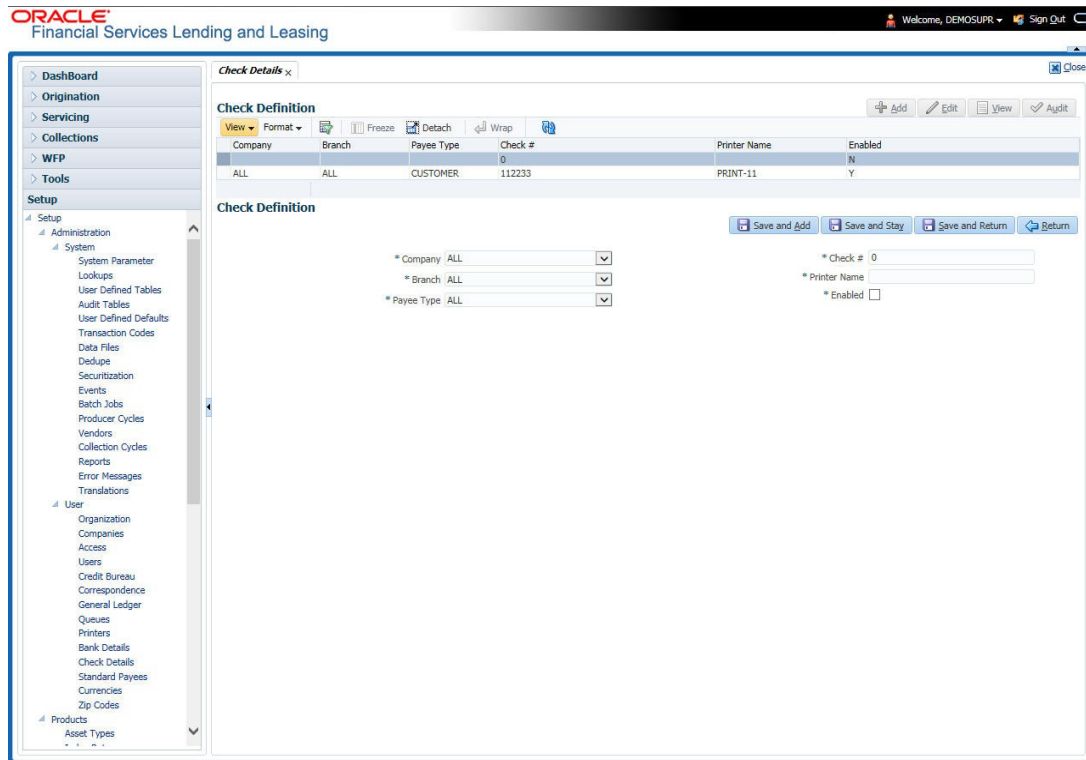 ORACLE
Financial Services Lending and Leasing
Welcome, DEMOSUPR
Sign Out
Close
DashBoard
Origination
Servicing
Collections
WFP
Tools
Setup
Setup
Administration
System
System Parameter
Lookups
User Defined Tables
Audit Tables
User Defined Defaults
Transaction Codes
Data Files
Dedupe
Securitization
Events
Batch Jobs
Producer Cycles
Vendors
Collection Cycles
Reports
Error Messages
Translations
User
Organization
Companies
Access
Users
Credit Bureau
Correspondence
General Ledger
Queues
Printers
Bank Details
Check Details
Standard Payees
Currencies
Zip Codes
Products
Asset Types
Check Details
Check Definition
Add Edit View Audit
View Format Freeze Detach Wrap
Company Branch Payee Type Check # Printer Name Enabled
0 N
ALL ALL CUSTOMER 112233 PRINT-11 Y
Check Definition
Save and Add Save and Stay Save and Return Return
* Company ALL
* Branch ALL
* Payee Type ALL
* Check # 0
* Printer Name
* Enabled